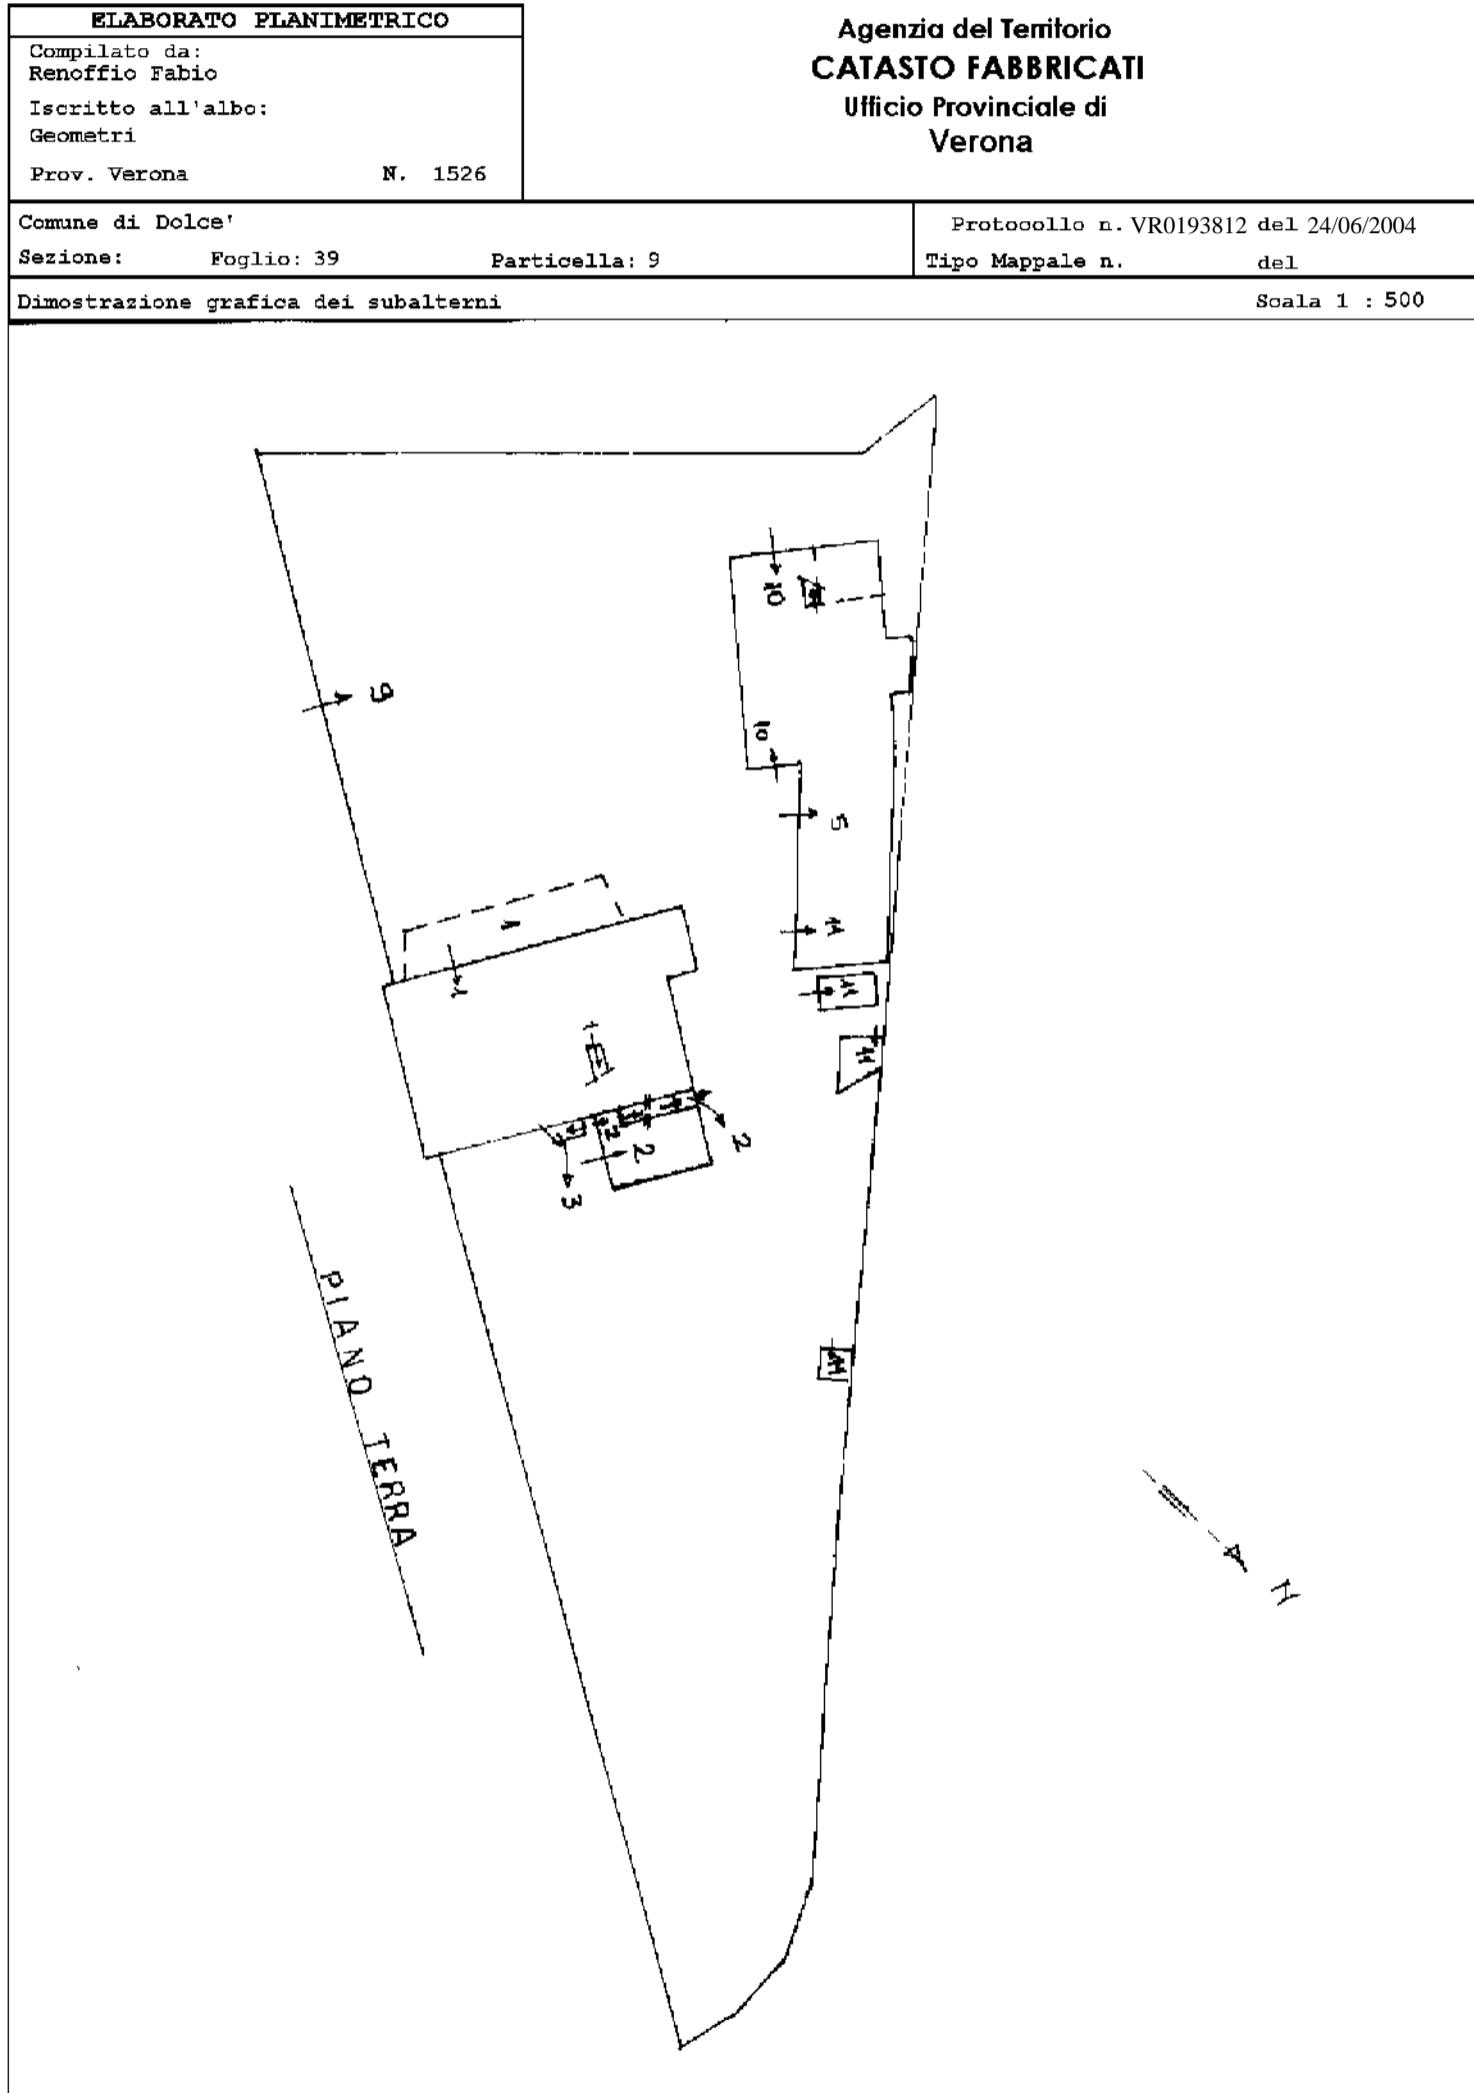 ELABORATO PLANIMETRICO
Compilato da:
Renoffio Fabio
Iscritto all'albo:
Geometri
Prov. Verona N. 1526
Agenzia del Territorio
CATASTO FABBRICATI
Ufficio Provinciale di
Verona
Comune di Dolce'
Sezione: Foglio: 39 Particella: 9
Protocollo n. VR0193812 del 24/06/2004
Tipo Mappale n. del
Dimostrazione grafica dei subalterni
Scala 1 : 500
10
9
10
5
11
1
1
11
1
11
2
2
3
11
PIANO TERRA
N